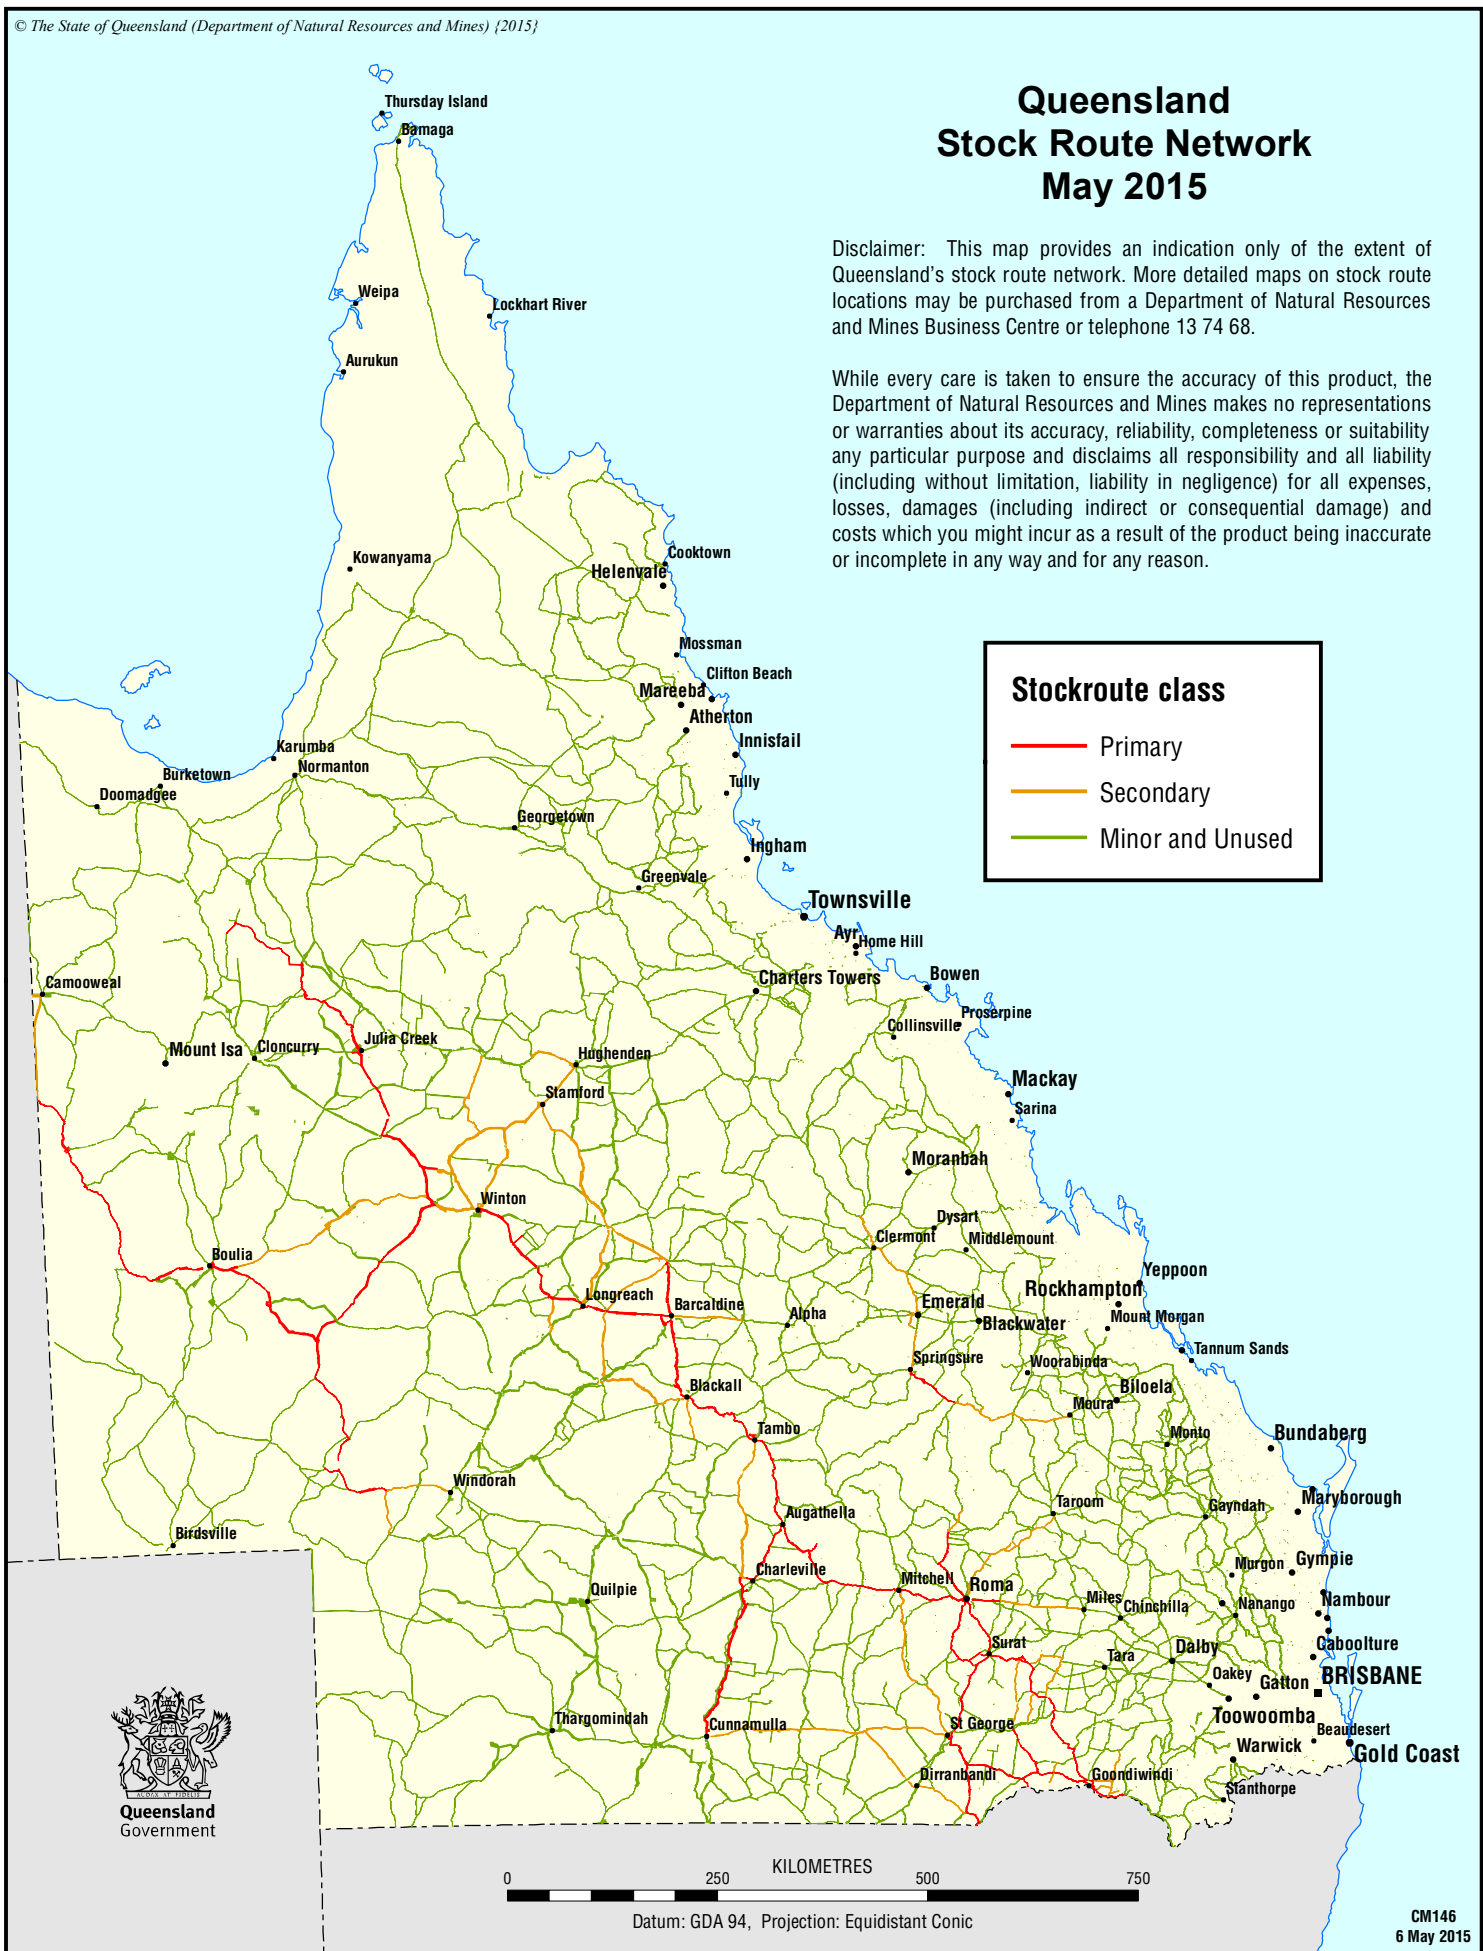 © The State of Queensland (Department of Natural Resources and Mines) {2015}
Queensland
Stock Route Network
May 2015
Disclaimer: This map provides an indication only of the extent of
Queensland's stock route network. More detailed maps on stock route
locations may be purchased from a Department of Natural Resources
and Mines Business Centre or telephone 13 74 68.
While every care is taken to ensure the accuracy of this product, the
Department of Natural Resources and Mines makes no representations
or warranties about its accuracy, reliability, completeness or suitability
any particular purpose and disclaims all responsibility and all liability
(including without limitation, liability in negligence) for all expenses,
losses, damages (including indirect or consequential damage) and
costs which you might incur as a result of the product being inaccurate
or incomplete in any way and for any reason.
Stockroute class
Primary
Secondary
Minor and Unused
Thursday Island
Bamaga
Weipa
Lockhart River
Aurukun
Kowanyama
Cooktown
Helenvale
Mossman
Clifton Beach
Mareeba
Atherton
Innisfail
Karumba
Normanton
Burketown
Doomadgee
Tully
Georgetown
Ingham
Greenvale
Townsville
Ayr
Home Hill
Camooweal
Charters Towers
Bowen
Proserpine
Collinsville
Mount Isa
Cloncurry
Julia Creek
Hughenden
Stamford
Mackay
Sarina
Moranbah
Winton
Dysart
Clermont
Middlemount
Boulia
Yeppoon
Rockhampton
Longreach
Barcaldine
Alpha
Emerald
Blackwater
Mount Morgan
Tannum Sands
Springsure
Woorabinda
Blackall
Biloela
Moura
Tambo
Monto
Bundaberg
Windorah
Augathella
Taroom
Gayndah
Maryborough
Birdsville
Charleville
Mitchell
Roma
Murgon
Gympie
Quilpie
Miles
Chinchilla
Nanango
Nambour
Surat
Tara
Dalby
Caboolture
Oakey
Gatton
BRISBANE
Thargomindah
Cunnamulla
St George
Toowoomba
Beaudesert
Warwick
Gold Coast
Dirranbandi
Goondiwindi
Stanthorpe
AUDAX AT FIDELIS
Queensland
Government
KILOMETRES
0 250 500 750
Datum: GDA 94, Projection: Equidistant Conic
CM146
6 May 2015